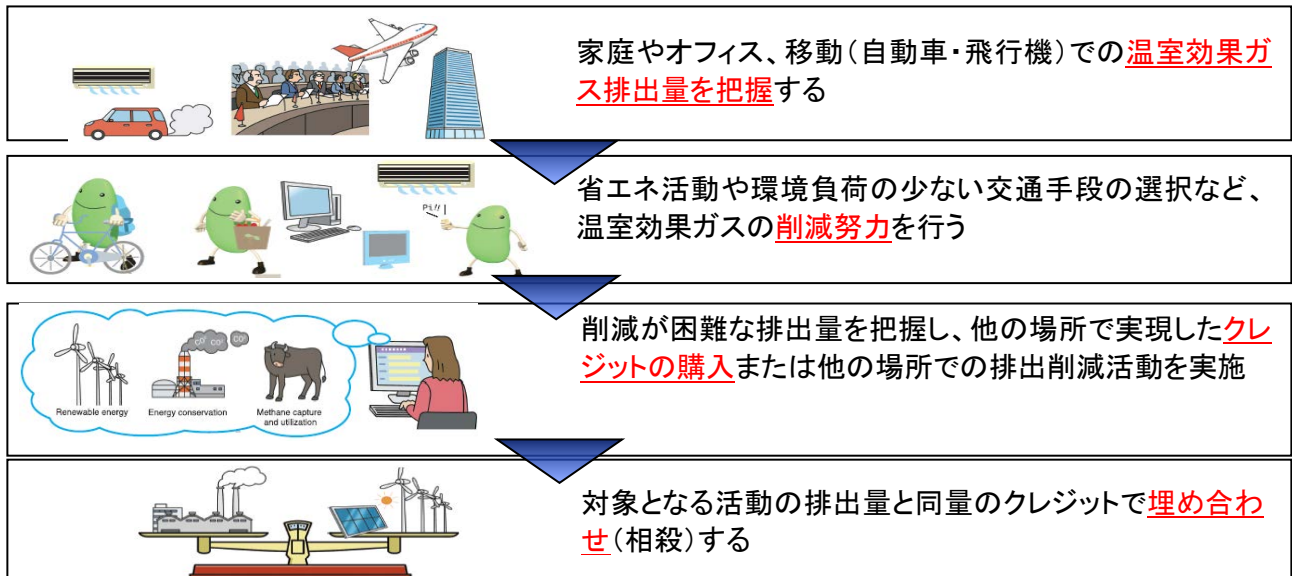 家庭やオフィス、移動（自動車・飛行機）での温室効果ガ
ス排出量を把握する
Pi!!
省エネ活動や環境負荷の少ない交通手段の選択など、
温室効果ガスの削減努力を行う
CO² CO² CO²
Renewable energy
Energy conservation
Methane capture
and utilization
削減が困難な排出量を把握し、他の場所で実現したクレ
ジットの購入または他の場所での排出削減活動を実施
対象となる活動の排出量と同量のクレジットで埋め合わ
せ（相殺）する